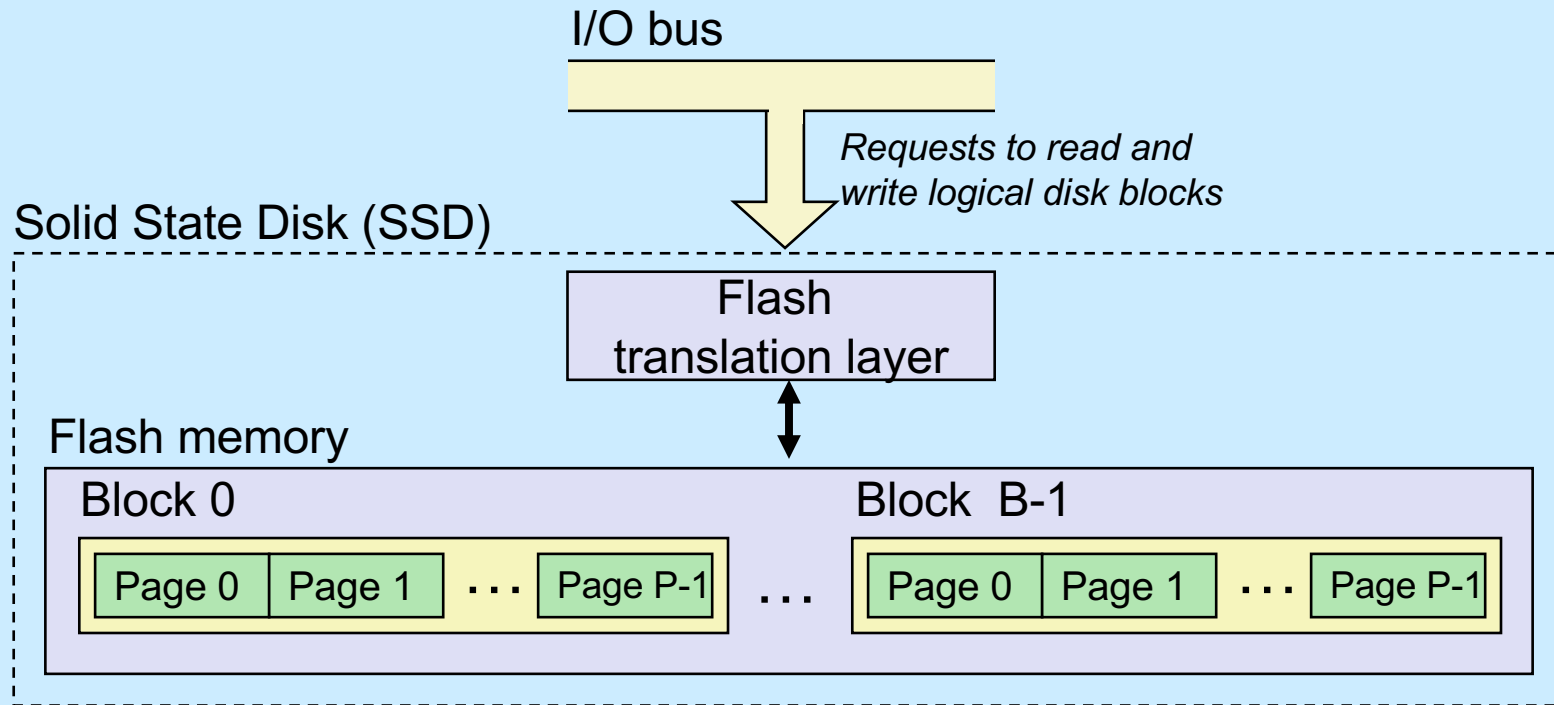 I/O bus
Requests to read and
write logical disk blocks
Solid State Disk (SSD)
Flash
translation layer
Flash memory
Block 0
Block B-1
Page 0 Page 1 ... Page P-1 ... Page 0 Page 1 ... Page P-1